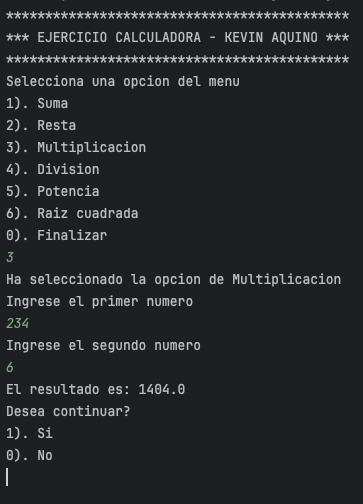 ********************************************
*** EJERCICIO CALCULADORA - KEVIN AQUINO ***
********************************************
Selecciona una opcion del menu
1). Suma
2). Resta
3). Multiplicacion
4). Division
5). Potencia
6). Raiz cuadrada
0). Finalizar
3
Ha seleccionado la opcion de Multiplicacion
Ingrese el primer numero
234
Ingrese el segundo numero
6
El resultado es: 1404.0
Desea continuar?
1). Si
0). No